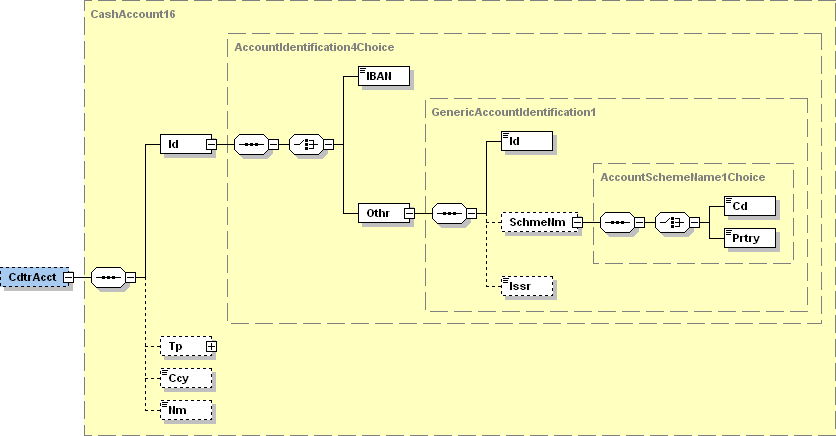 CashAccount16
AccountIdentification4Choice
IBAN
GenericAccountIdentification1
Id
Id
AccountSchemeName1Choice
Cd
Othr
SchmeNm
Prtry
CdtrAcct
Issr
Tp
Ccy
Nm